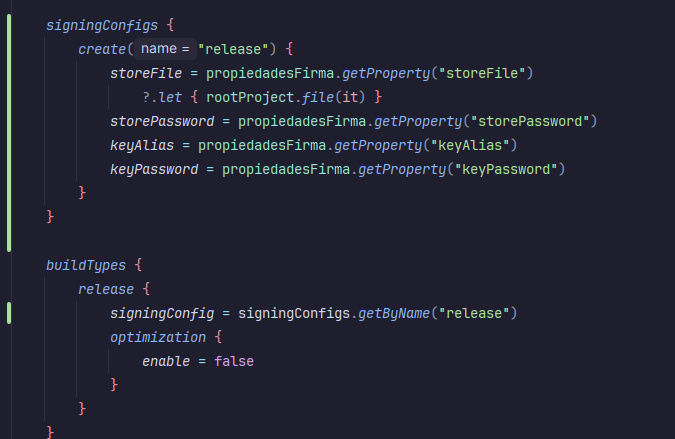 signingConfigs {
create( name = "release") {
storeFile = propiedadesFirma.getProperty("storeFile")
?.let { rootProject.file(it) }
storePassword = propiedadesFirma.getProperty("storePassword")
keyAlias = propiedadesFirma.getProperty("keyAlias")
keyPassword = propiedadesFirma.getProperty("keyPassword")
}
}
buildTypes {
release {
signingConfig = signingConfigs.getByName("release")
optimization {
enable = false
}
}
}